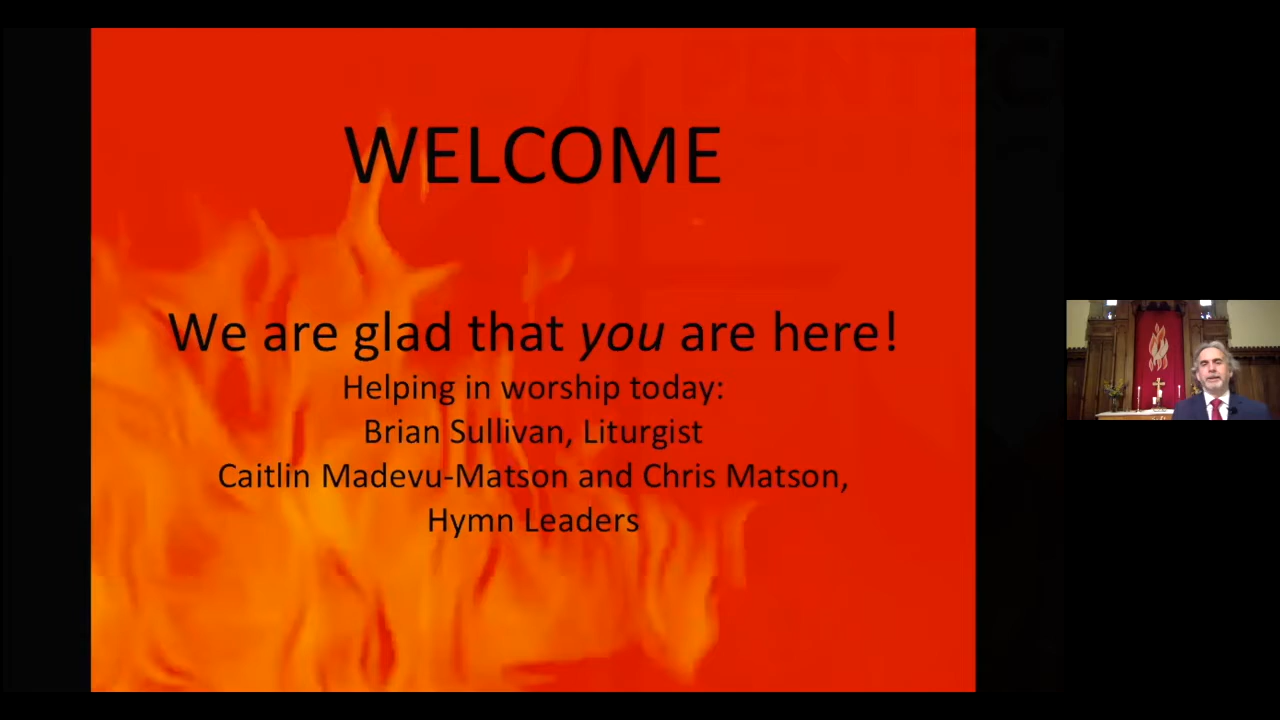 WELCOME
We are glad that you are here!
Helping in worship today:
Brian Sullivan, Liturgist
Caitlin Madevu-Matson and Chris Matson,
Hymn Leaders